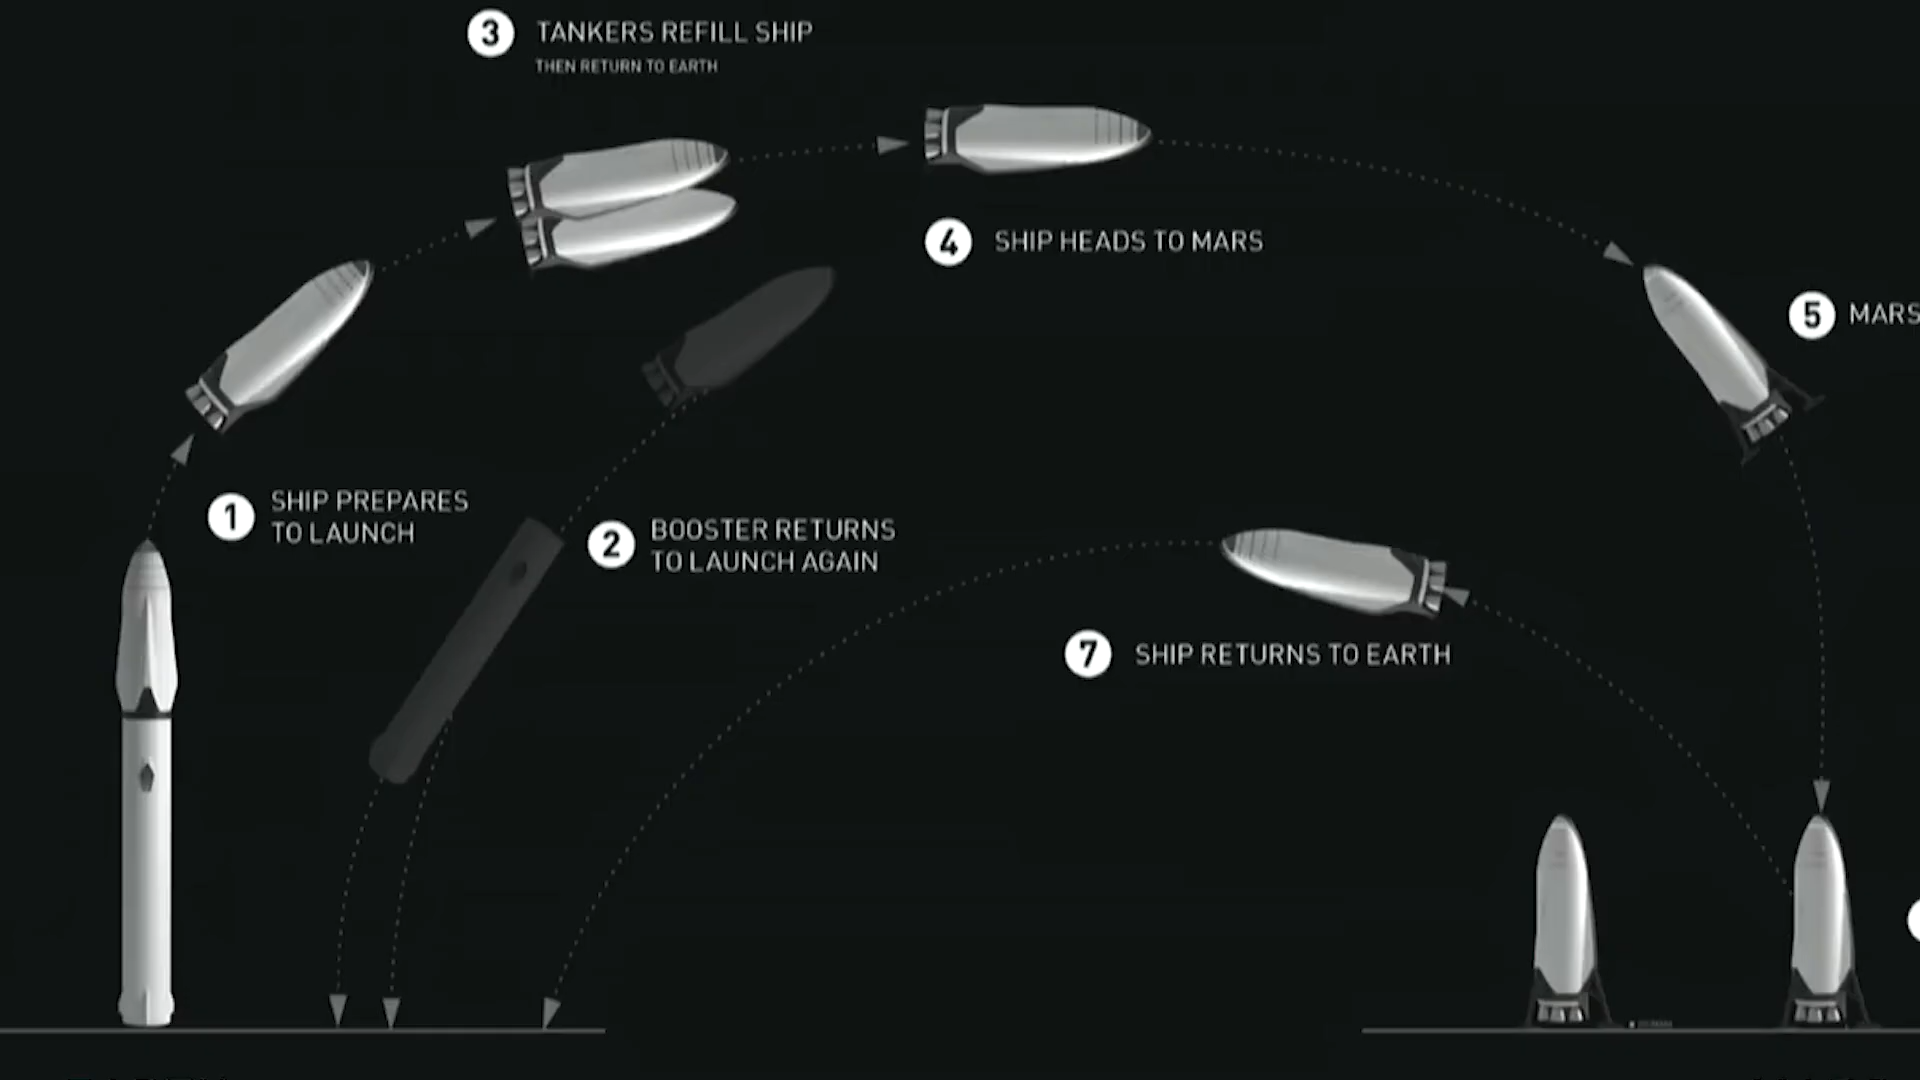 3 TANKERS REFILL SHIP
THEN RETURN TO EARTH
4 SHIP HEADS TO MARS
5 MARS
1 SHIP PREPARES
TO LAUNCH
2 BOOSTER RETURNS
TO LAUNCH AGAIN
7 SHIP RETURNS TO EARTH